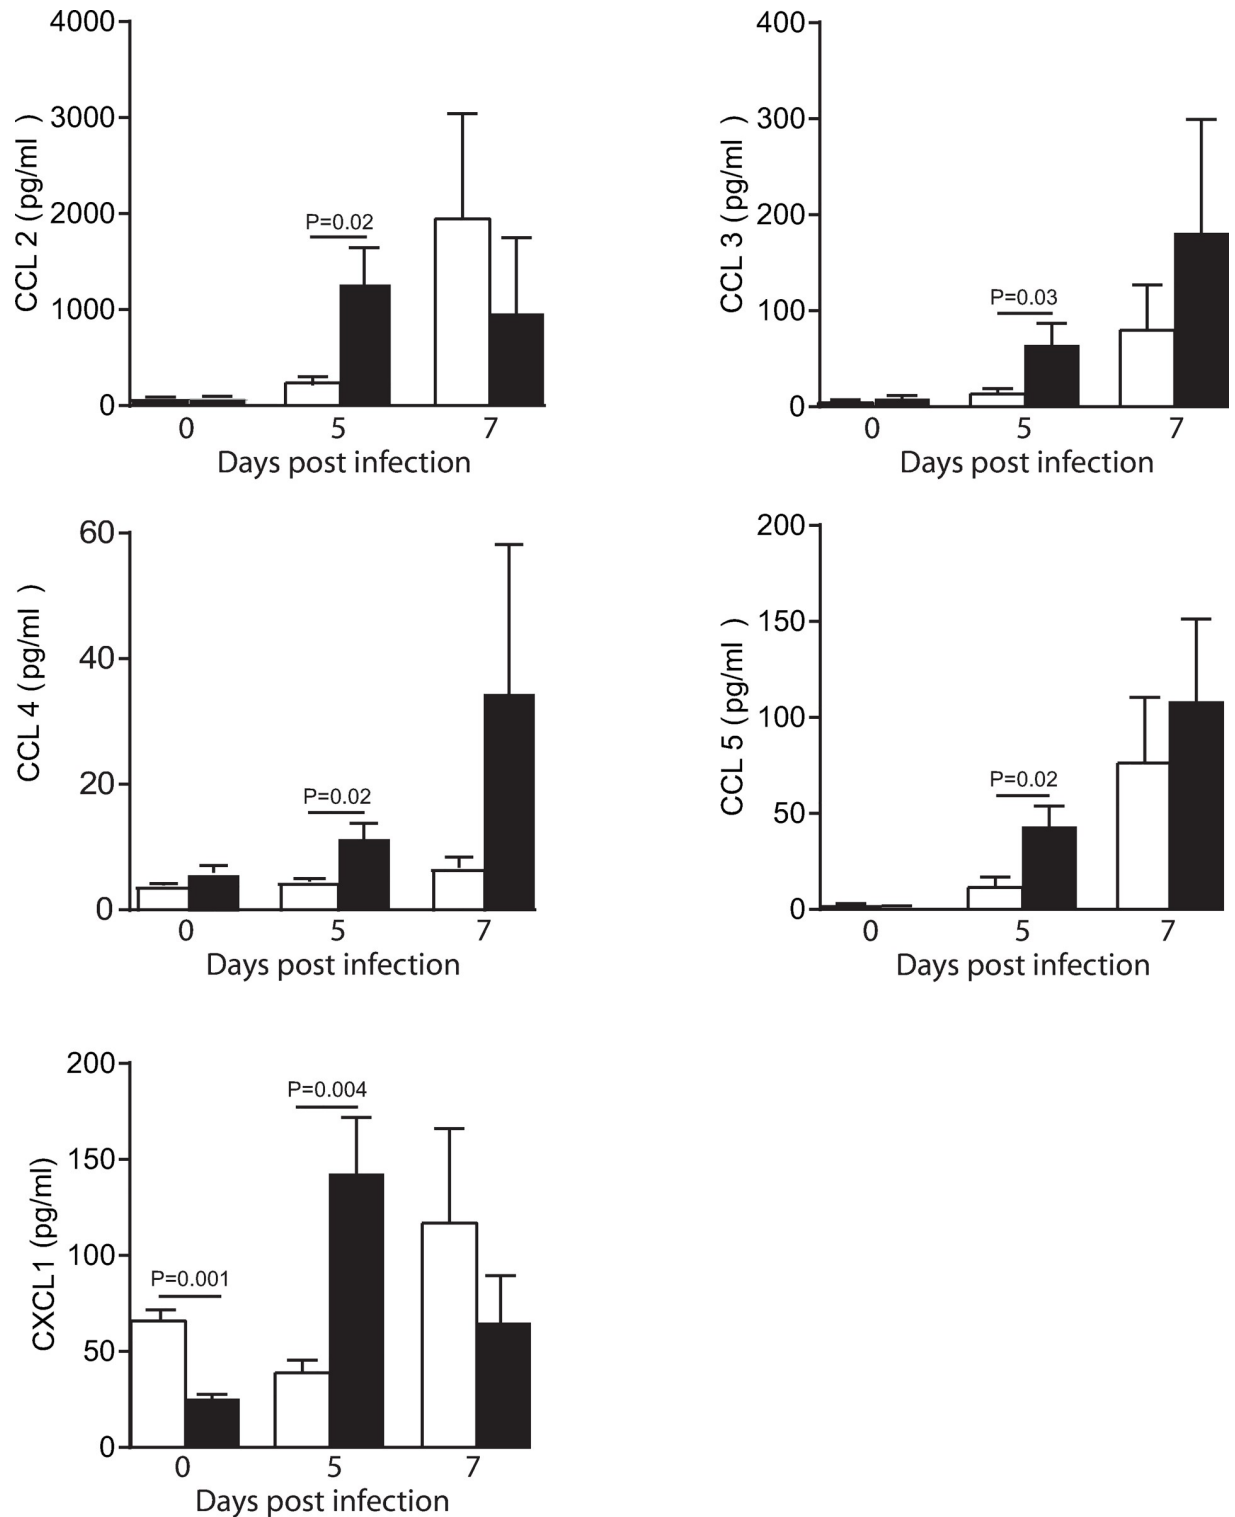 4000
3000
2000
1000
0
CCL 2 (pg/ml )
P=0.02
0 5 7
Days post infection
400
300
200
100
0
CCL 3 (pg/ml )
P=0.03
0 5 7
Days post infection
60
40
20
0
CCL 4 (pg/ml )
P=0.02
0 5 7
Days post infection
200
150
100
50
0
CCL 5 (pg/ml )
P=0.02
0 5 7
Days post infection
200
150
100
50
0
CXCL1 (pg/ml)
P=0.001
P=0.004
0 5 7
Days post infection